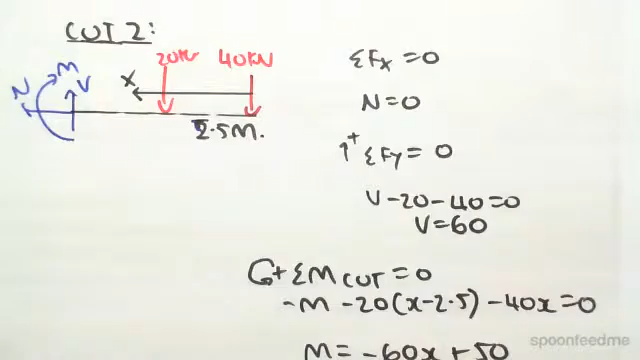 CUT 2:
20kN 40kN
N M V X
2.5M.
ΣFx=0
N=0
↑+ ΣFy= 0
V-20-40=0
V=60
G+ ΣM CUT =0
-M -20(x-2.5) -40x=0
M= -60x+50
spoonfeedme